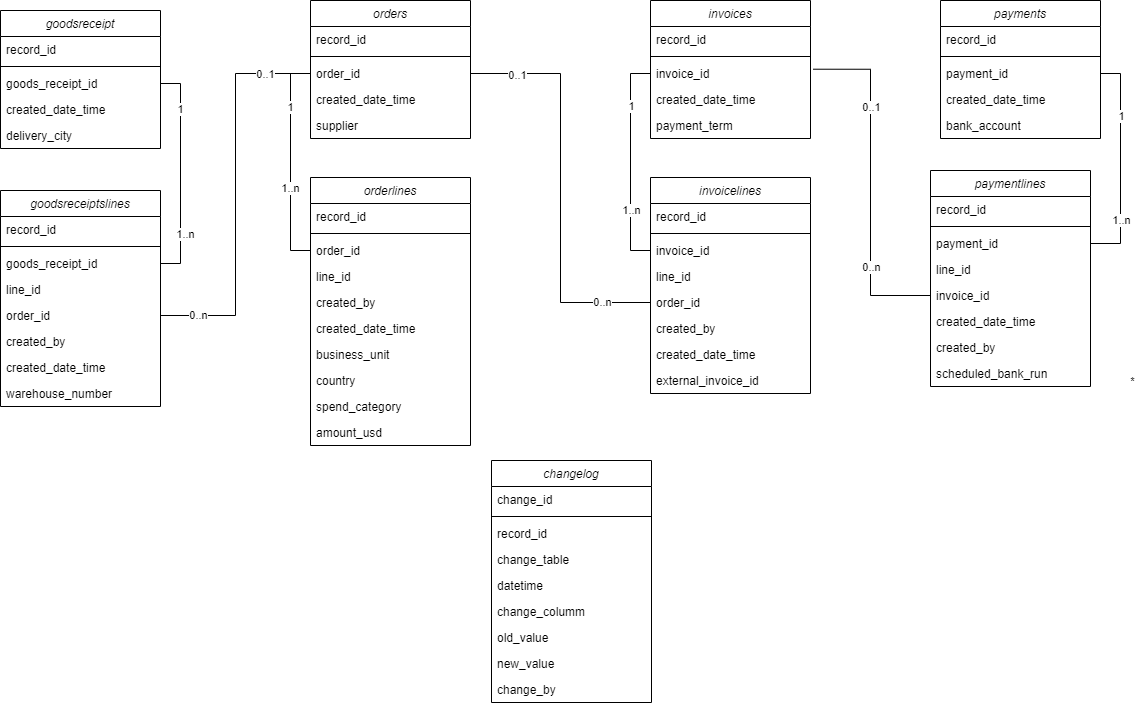 goodsreceipt
record_id
goods_receipt_id
created_date_time
delivery_city
1
1..n
goodsreceiptslines
record_id
goods_receipt_id
line_id
order_id
created_by
created_date_time
warehouse_number
0..n
0..1
orders
record_id
order_id
created_date_time
supplier
1
1..n
orderlines
record_id
order_id
line_id
created_by
created_date_time
business_unit
country
spend_category
amount_usd
0..1
0..n
invoices
record_id
invoice_id
created_date_time
payment_term
1
1..n
invoicelines
record_id
invoice_id
line_id
order_id
created_by
created_date_time
external_invoice_id
0..1
0..n
payments
record_id
payment_id
created_date_time
bank_account
1
1..n
paymentlines
record_id
payment_id
line_id
invoice_id
created_date_time
created_by
scheduled_bank_run
*
changelog
change_id
record_id
change_table
datetime
change_columm
old_value
new_value
change_by